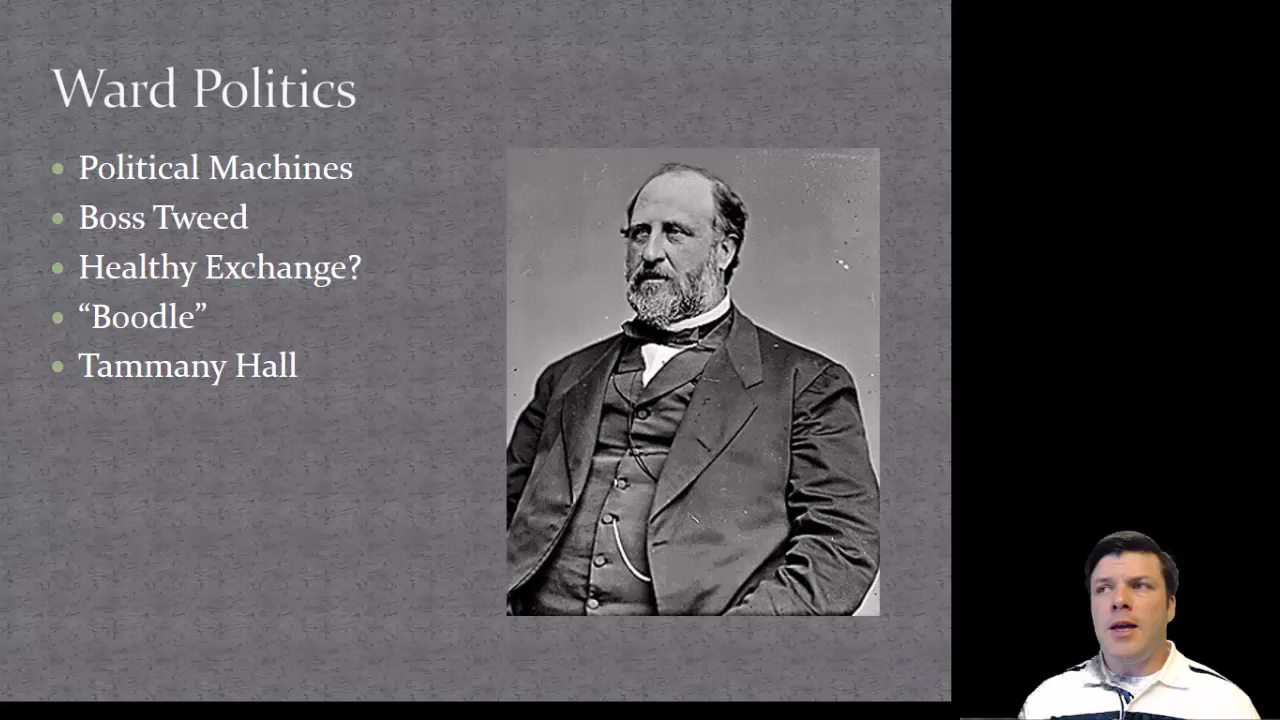 Ward Politics
Political Machines
Boss Tweed
Healthy Exchange?
“Boodle”
Tammany Hall